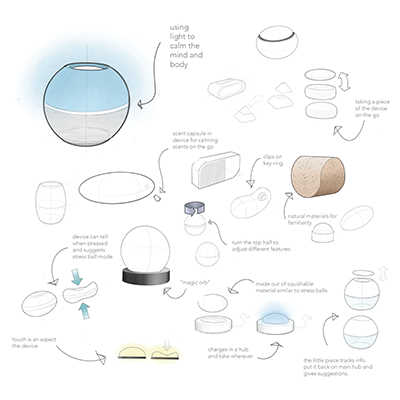 using
light to
calm the
mind and
body
taking a piece
of the device
on the go
scent capsule in
device for calming
scents on the go
clips on
key ring
natural materials for
familiarity
device can tell
when stressed
and suggests
stress ball mode
turn the top half to
adjust different features
"magic orb"
made out of squishable
material similar to stress balls
touch is an aspect
the device
charges in a hub
and take wherever
the little piece tracks info
put it back on main hub and
gives suggestions.